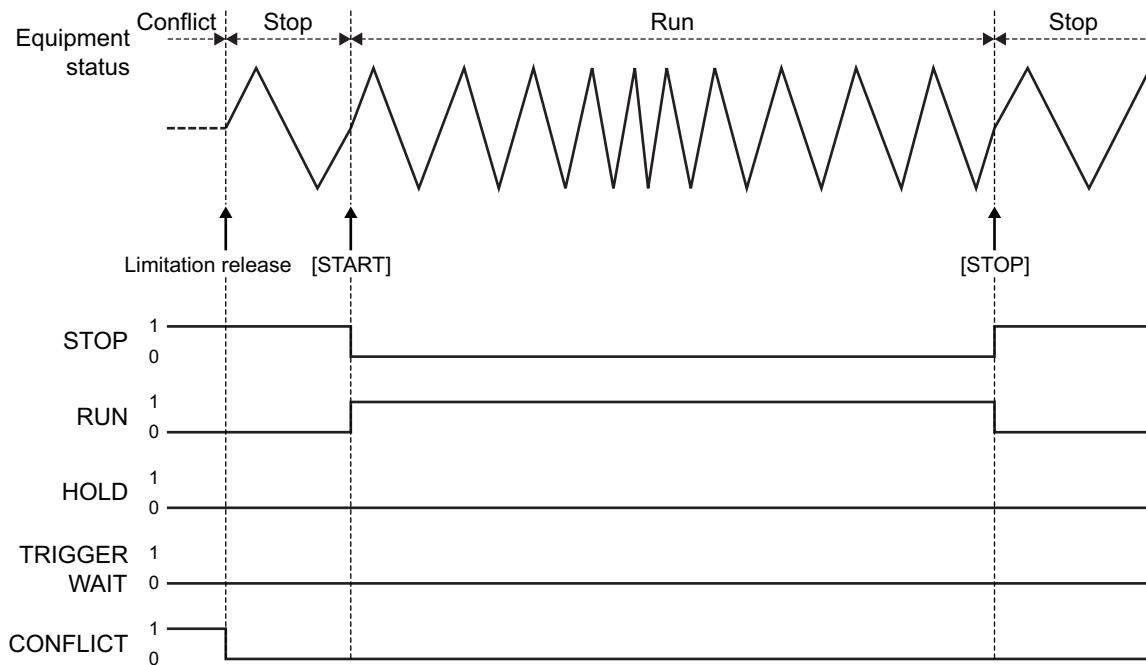 Conflict Stop Run Stop
Equipment
status
Limitation release [START] [STOP]
STOP 1
0
RUN 1
0
HOLD 1
0
TRIGGER
WAIT 1
0
CONFLICT 1
0